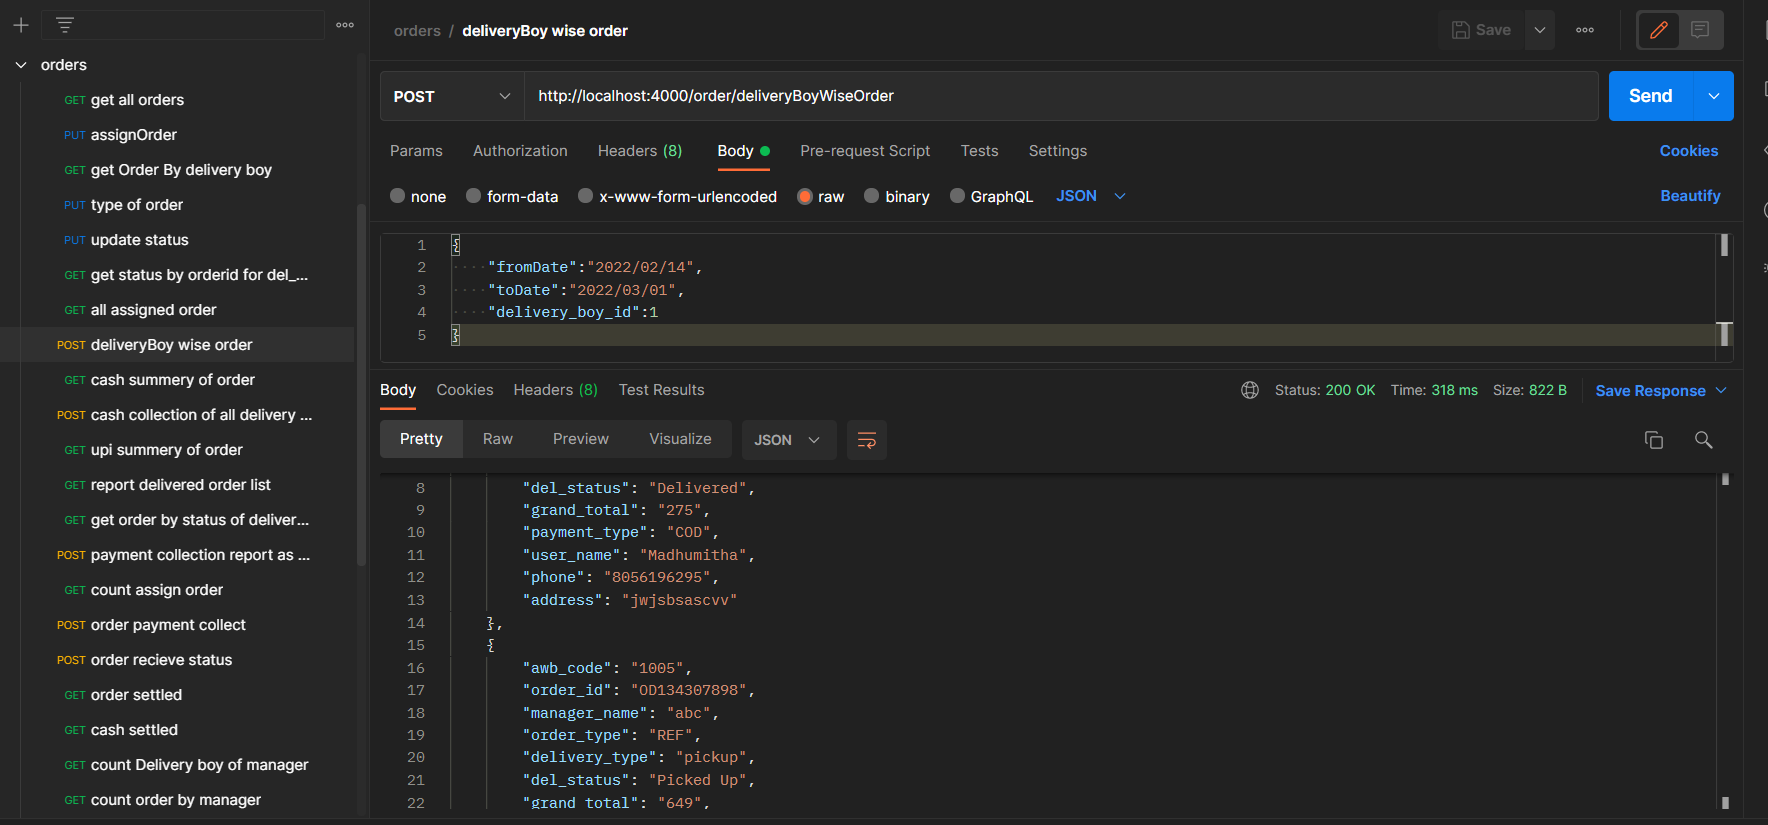 orders
GET get all orders
PUT assignOrder
GET get Order By delivery boy
PUT type of order
PUT update status
GET get status by orderid for del_...
GET all assigned order
POST deliveryBoy wise order
GET cash summery of order
POST cash collection of all delivery ...
GET upi summery of order
GET report delivered order list
GET get order by status of deliver...
POST payment collection report as ...
GET count assign order
POST order payment collect
POST order recieve status
GET order settled
GET cash settled
GET count Delivery boy of manager
GET count order by manager
orders / deliveryBoy wise order
Save
POST http://localhost:4000/order/deliveryBoyWiseOrder Send
Params Authorization Headers (8) Body Pre-request Script Tests Settings Cookies
none form-data x-www-form-urlencoded raw binary GraphQL JSON Beautify
1 {
2 "fromDate":"2022/02/14",
3 "toDate":"2022/03/01",
4 "delivery_boy_id":1
5 }
Body Cookies Headers (8) Test Results Status: 200 OK Time: 318 ms Size: 822 B Save Response
Pretty Raw Preview Visualize JSON
8 "del_status": "Delivered",
9 "grand_total": "275",
10 "payment_type": "COD",
11 "user_name": "Madhumitha",
12 "phone": "8056196295",
13 "address": "jwjsbsascvv"
14 },
15 {
16 "awb_code": "1005",
17 "order_id": "OD134307898",
18 "manager_name": "abc",
19 "order_type": "REF",
20 "delivery_type": "pickup",
21 "del_status": "Picked Up",
22 "grand_total": "649",